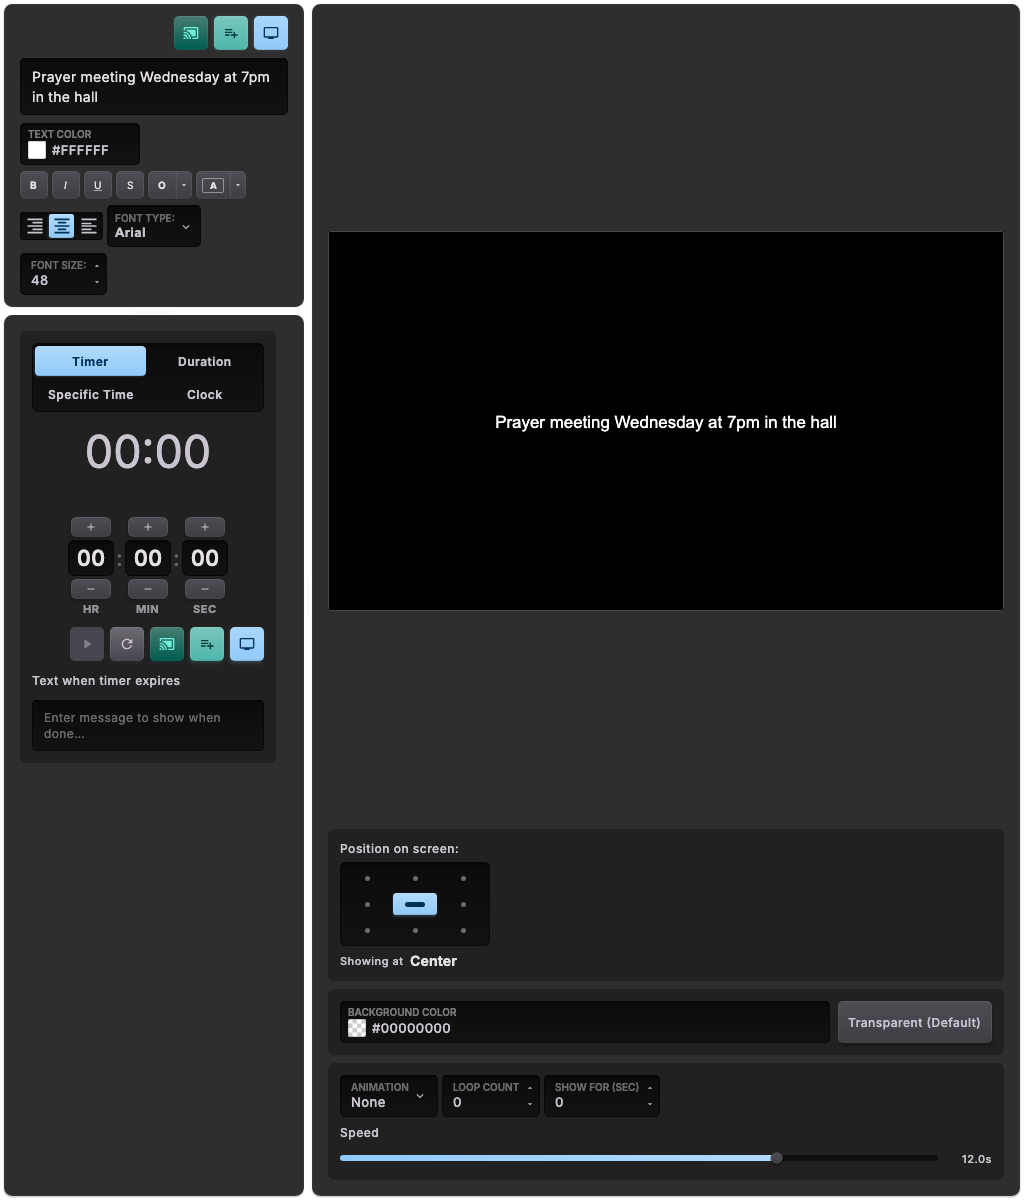 Prayer meeting Wednesday at 7pm
in the hall
TEXT COLOR
#FFFFFF
B I U S O A
FONT TYPE:
Arial
FONT SIZE:
48
Timer Duration
Specific Time Clock
00:00
+ + +
00 : 00 : 00
− − −
HR MIN SEC
Text when timer expires
Enter message to show when
done...
Prayer meeting Wednesday at 7pm in the hall
Position on screen:
Showing at Center
BACKGROUND COLOR
#00000000
Transparent (Default)
ANIMATION
None
LOOP COUNT
0
SHOW FOR (SEC)
0
Speed
12.0s